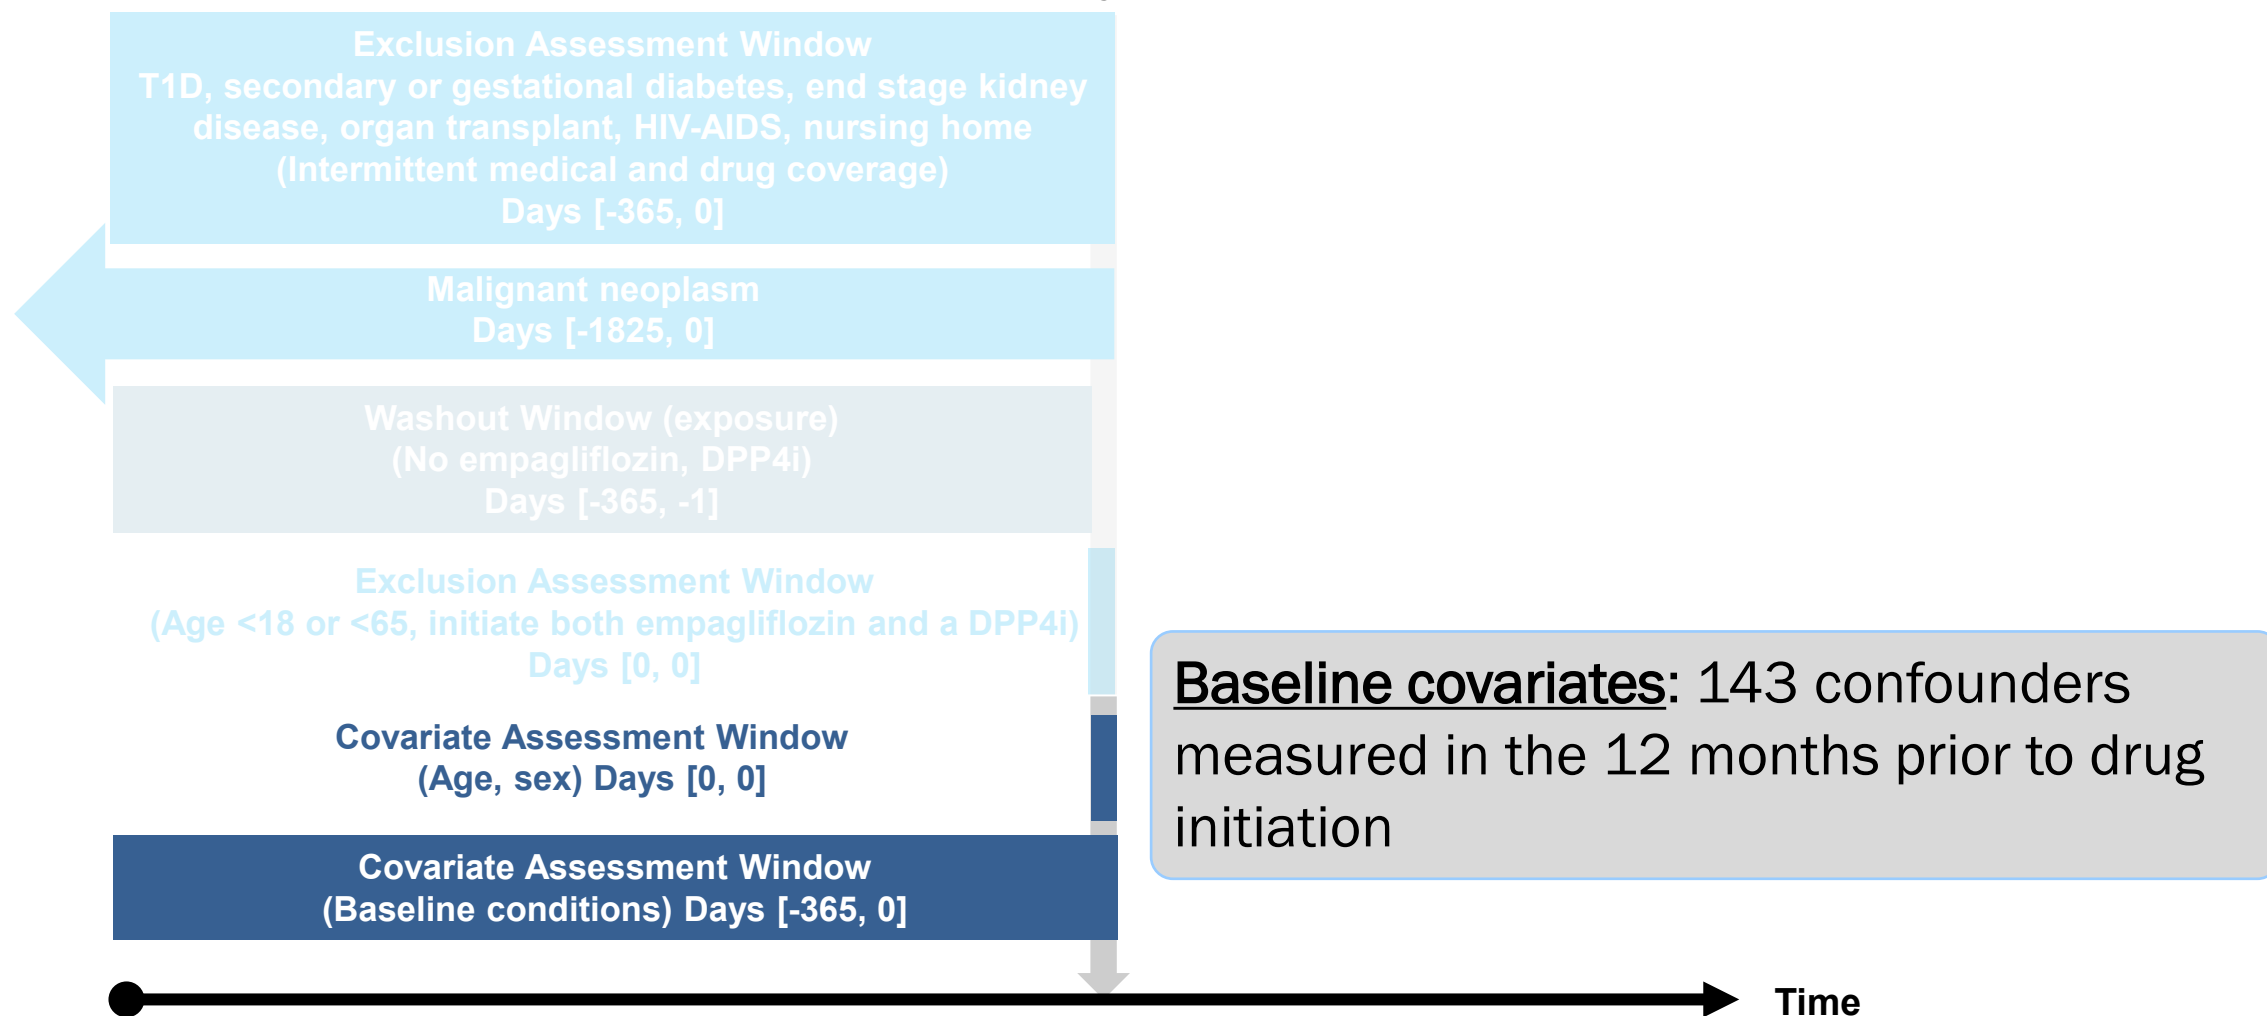 Exclusion Assessment Window
T1D, secondary or gestational diabetes, end stage kidney
disease, organ transplant, HIV-AIDS, nursing home
(Intermittent medical and drug coverage)
Days [-365, 0]
Malignant neoplasm
Days [-1825, 0]
Washout Window (exposure)
(No empagliflozin, DPP4i)
Days [-365, -1]
Exclusion Assessment Window
(Age <18 or <65, initiate both empagliflozin and a DPP4i)
Days [0, 0]
Covariate Assessment Window
(Age, sex) Days [0, 0]
Baseline covariates: 143 confounders
measured in the 12 months prior to drug
initiation
Covariate Assessment Window
(Baseline conditions) Days [-365, 0]
Time